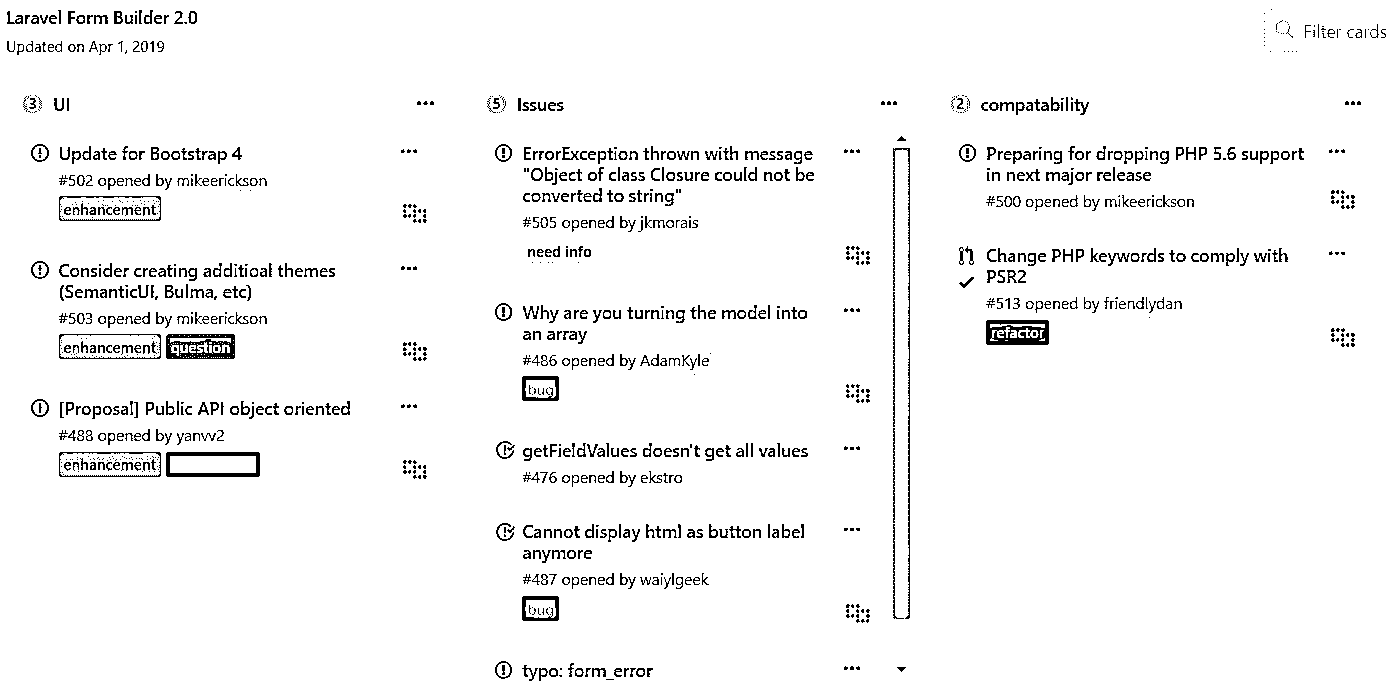 Laravel Form Builder 2.0
Updated on Apr 1, 2019
Filter cards
3 UI
Update for Bootstrap 4
#502 opened by mikeerickson
enhancement
Consider creating additioal themes
(SemanticUI, Bulma, etc)
#503 opened by mikeerickson
enhancement question
[Proposal] Public API object oriented
#488 opened by yanvv2
enhancement
5 Issues
ErrorException thrown with message
"Object of class Closure could not be
converted to string"
#505 opened by jkmorais
need info
Why are you turning the model into
an array
#486 opened by AdamKyle
bug
getFieldValues doesn't get all values
#476 opened by ekstro
Cannot display html as button label
anymore
#487 opened by waiylgeek
bug
typo: form_error
2 compatability
Preparing for dropping PHP 5.6 support
in next major release
#500 opened by mikeerickson
Change PHP keywords to comply with
PSR2
#513 opened by friendlydan
refactor